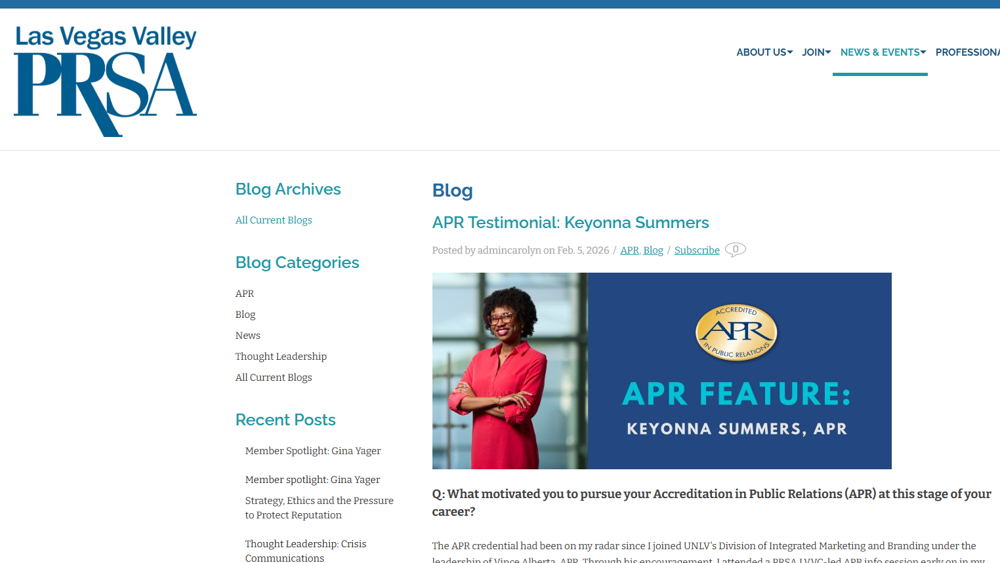 Las Vegas Valley
PRSA
ABOUT US
JOIN
NEWS & EVENTS
PROFESSIONA
Blog Archives
All Current Blogs
Blog Categories
APR
Blog
News
Thought Leadership
All Current Blogs
Recent Posts
Member Spotlight: Gina Yager
Member spotlight: Gina Yager
Strategy, Ethics and the Pressure
to Protect Reputation
Thought Leadership: Crisis
Communications
Blog
APR Testimonial: Keyonna Summers
Posted by admincarolyn on Feb. 5, 2026 / APR, Blog / Subscribe 0
ACCREDITED
APR
IN PUBLIC RELATIONS
APR FEATURE:
KEYONNA SUMMERS, APR
Q: What motivated you to pursue your Accreditation in Public Relations (APR) at this stage of your
career?
The APR credential had been on my radar since I joined UNLV's Division of Integrated Marketing and Branding under the
leadership of Vince Alberta, APR. Through his encouragement, I attended a PRSA LVVC-led APR info session early on in my